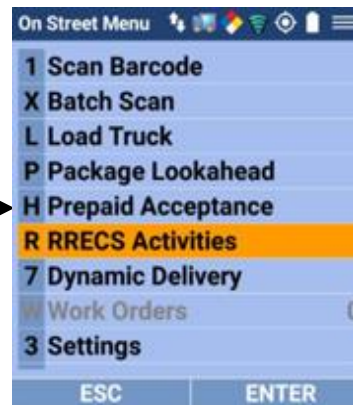 On Street Menu
1 Scan Barcode
X Batch Scan
L Load Truck
P Package Lookahead
H Prepaid Acceptance
R RRECS Activities
7 Dynamic Delivery
W Work Orders
3 Settings
ESC ENTER